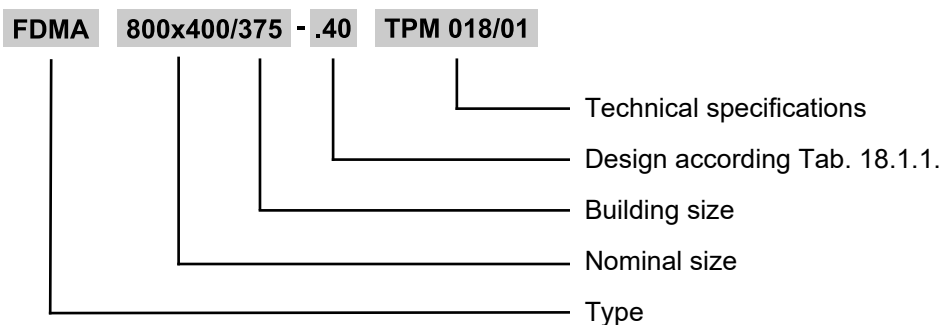 FDMA 800x400/375 - .40 TPM 018/01
Technical specifications
Design according Tab. 18.1.1.
Building size
Nominal size
Type